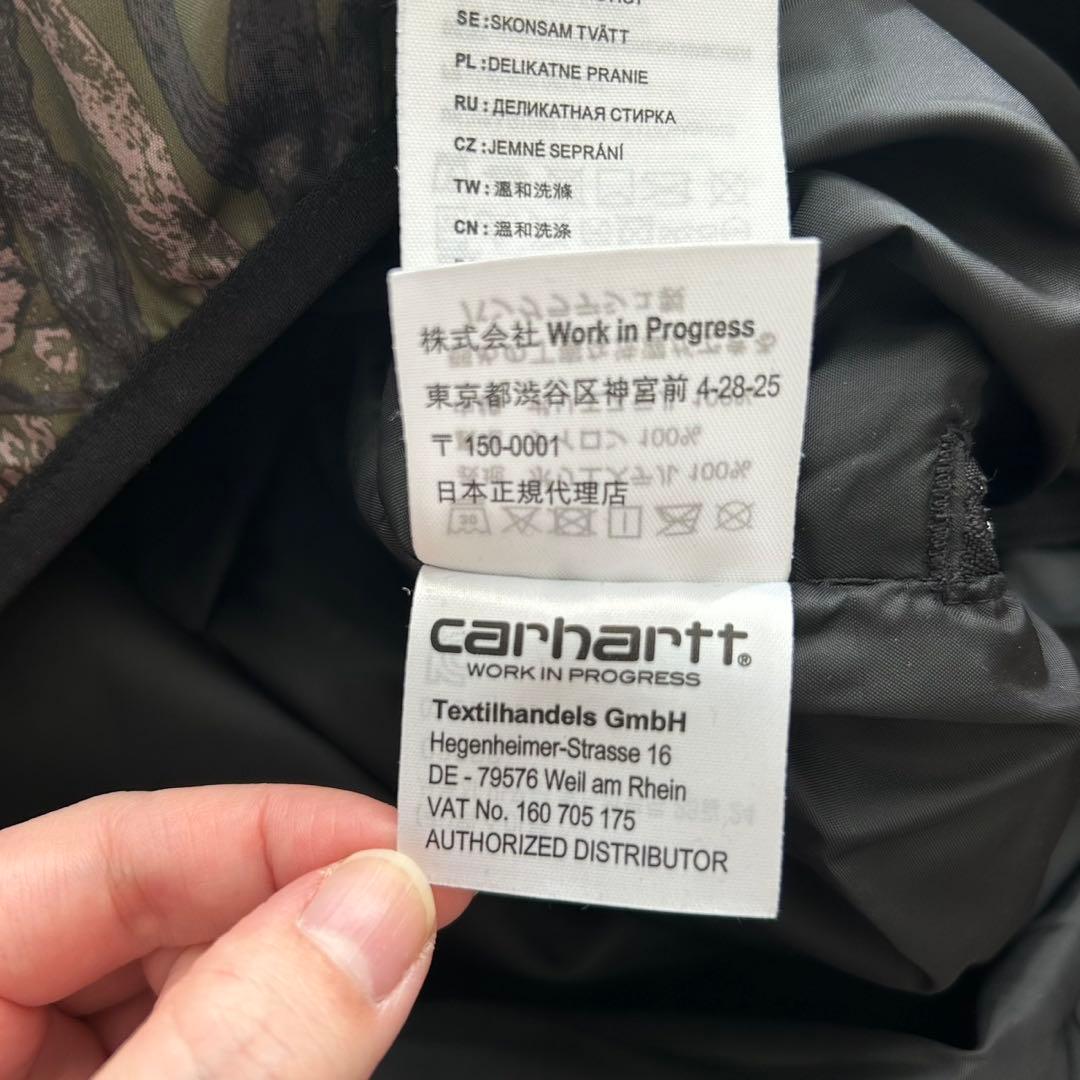 SE:SKONSAM TVÄTT
PL:DELIKATNE PRANIE
RU:ДЕЛИКАТНАЯ СТИРКА
CZ:JEMNÉ SEPRÁNÍ
TW:溫和洗滌
CN:温和洗涤
株式会社 Work in Progress
東京都渋谷区神宮前 4-28-25
〒 150-0001
日本正規代理店
carhartt®
WORK IN PROGRESS
Textilhandels GmbH
Hegenheimer-Strasse 16
DE - 79576 Weil am Rhein
VAT No. 160 705 175
AUTHORIZED DISTRIBUTOR